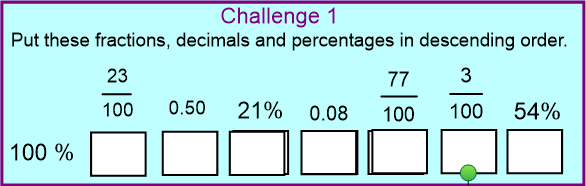 Challenge 1
Put these fractions, decimals and percentages in descending order.
23/100 0.50 21% 0.08 77/100 3/100 54%
100 %